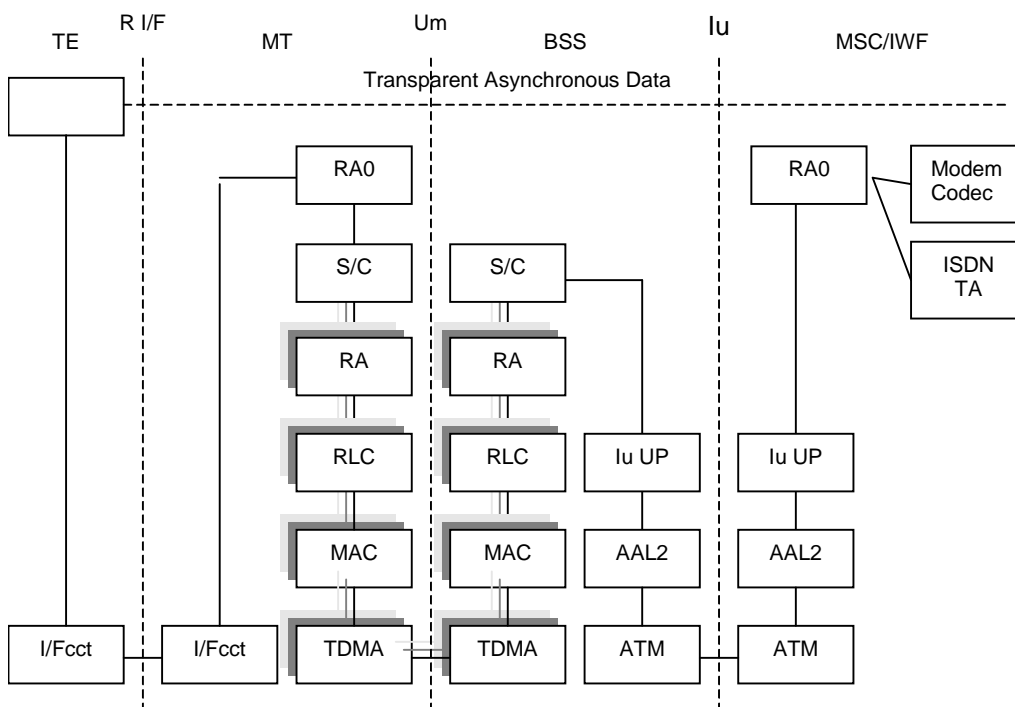 R I/F Um Iu
TE MT BSS MSC/IWF
Transparent Asynchronous Data
RA0 RA0 Modem
Codec
S/C S/C ISDN
TA
RA RA
RLC RLC Iu UP Iu UP
MAC MAC AAL2 AAL2
I/Fcct I/Fcct TDMA TDMA ATM ATM